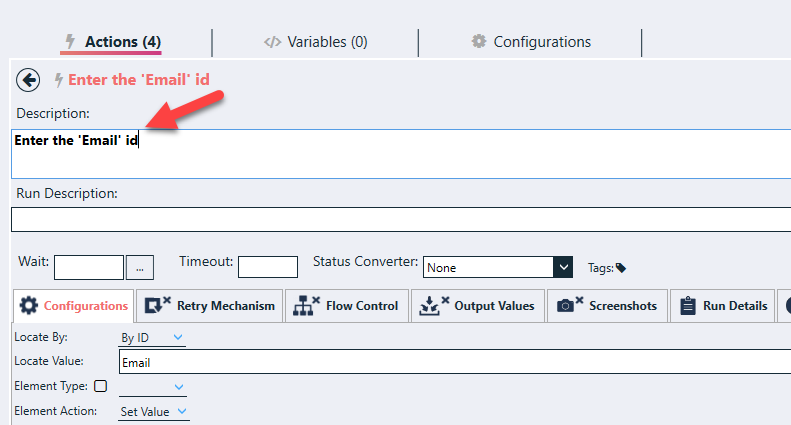 Actions (4) </> Variables (0) Configurations
Enter the 'Email' id
Description:
Enter the 'Email' id
Run Description:
Wait: ... Timeout: Status Converter: None Tags:
Configurations Retry Mechanism Flow Control Output Values Screenshots Run Details
Locate By: By ID
Locate Value: Email
Element Type:
Element Action: Set Value